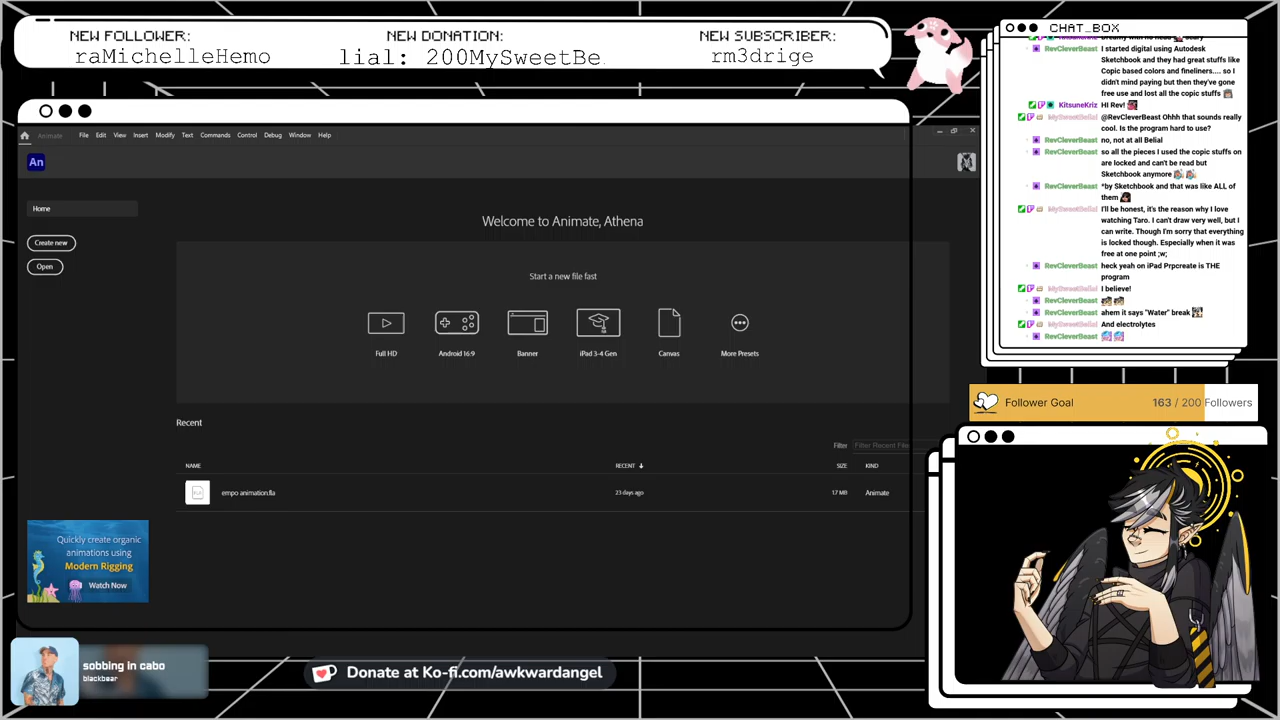 NEW FOLLOWER:
raMichelleHemo
NEW DONATION:
lial: 200MySweetBe
NEW SUBSCRIBER:
rm3drige
CHAT_BOX
RevCleverBeast I started digital using Autodesk
Sketchbook and they had great stuffs like
Copic based colors and fineliners.... so I
didn't mind paying but then they've gone
free use and lost all the copic stuffs
KitsuneKriz HI Rev!
MySweetBelial @RevCleverBeast Ohhh that sounds really
cool. Is the program hard to use?
RevCleverBeast no, not at all Belial
RevCleverBeast so all the pieces I used the copic stuffs on
are locked and can't be read but
Sketchbook anymore
RevCleverBeast *by Sketchbook and that was like ALL of
them
MySweetBelial I'll be honest, it's the reason why I love
watching Taro. I can't draw very well, but I
can write. Though I'm sorry that everything
is locked though. Especially when it was
free at one point ;w;
RevCleverBeast heck yeah on iPad Prpcreate is THE
program
MySweetBelial I believe!
RevCleverBeast
RevCleverBeast ahem it says "Water" break
MySweetBelial And electrolytes
RevCleverBeast
Follower Goal
163 / 200 Followers
Animate
File Edit View Insert Modify Text Commands Control Debug Window Help
An
Home
Create new
Open
Welcome to Animate, Athena
Start a new file fast
Full HD
Android 16:9
Banner
iPad 3-4 Gen
Canvas
More Presets
Recent
Filter
Filter Recent File
NAME
RECENT
SIZE
KIND
empo animation.fla
23 days ago
1.7 MB
Animate
Quickly create organic
animations using
Modern Rigging
Watch Now
sobbing in cabo
blackbear
Donate at Ko-fi.com/awkwardangel